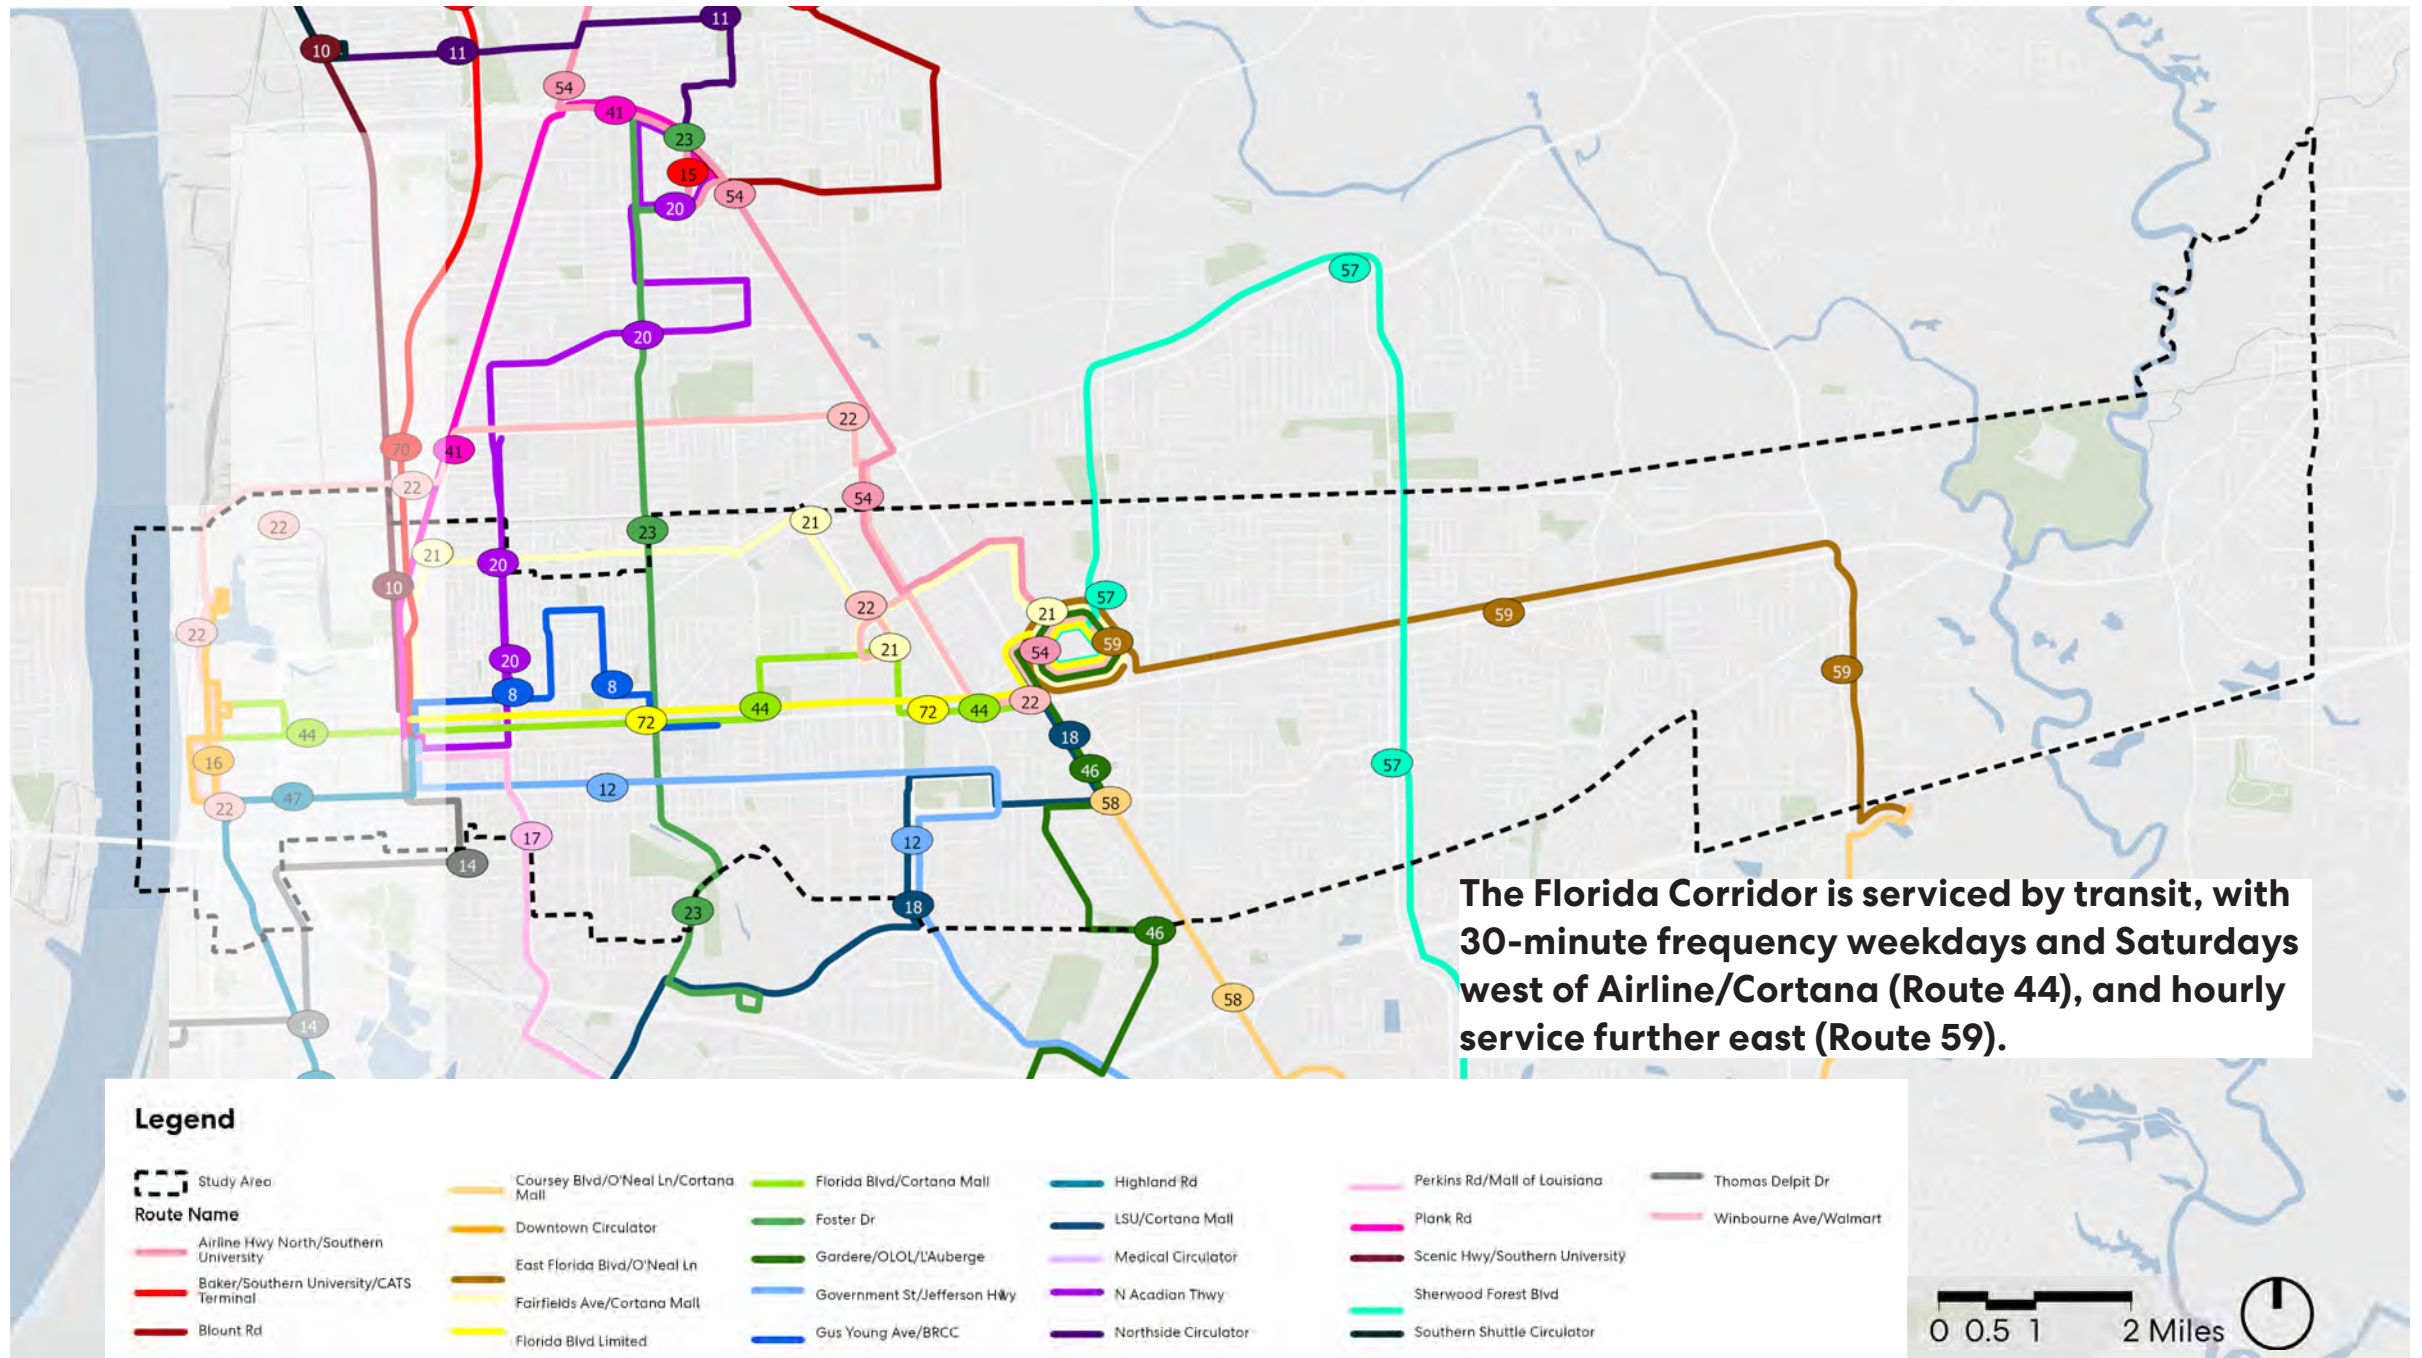 11
10
11
54
41
23
15
54
20
57
20
22
70
41
22
54
22
21
23
21
20
10
57
22
21
59
22
59
21
54
20
59
8
8
22
44
72
44
72
44
18
16
57
46
47
12
58
22
17
12
14
18
23
46
58
14
The Florida Corridor is serviced by transit, with
30-minute frequency weekdays and Saturdays
west of Airline/Cortana (Route 44), and hourly
service further east (Route 59).
Legend
Study Area
Route Name
Airline Hwy North/Southern
University
Baker/Southern University/CATS
Terminal
Blount Rd
Coursey Blvd/O'Neal Ln/Cortana
Mall
Downtown Circulator
East Florida Blvd/O'Neal Ln
Fairfields Ave/Cortana Mall
Florida Blvd Limited
Florida Blvd/Cortana Mall
Foster Dr
Gardere/OLOL/L'Auberge
Government St/Jefferson Hwy
Gus Young Ave/BRCC
Highland Rd
LSU/Cortana Mall
Medical Circulator
N Acadian Thwy
Northside Circulator
Perkins Rd/Mall of Louisiana
Plank Rd
Scenic Hwy/Southern University
Sherwood Forest Blvd
Southern Shuttle Circulator
Thomas Delpit Dr
Winbourne Ave/Walmart
0 0.5 1 2 Miles